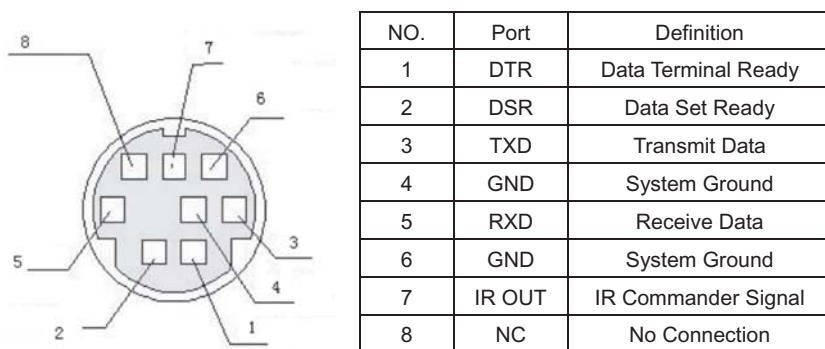 8
7
6
5
3
4
2
1
NO. Port Definition
1 DTR Data Terminal Ready
2 DSR Data Set Ready
3 TXD Transmit Data
4 GND System Ground
5 RXD Receive Data
6 GND System Ground
7 IR OUT IR Commander Signal
8 NC No Connection